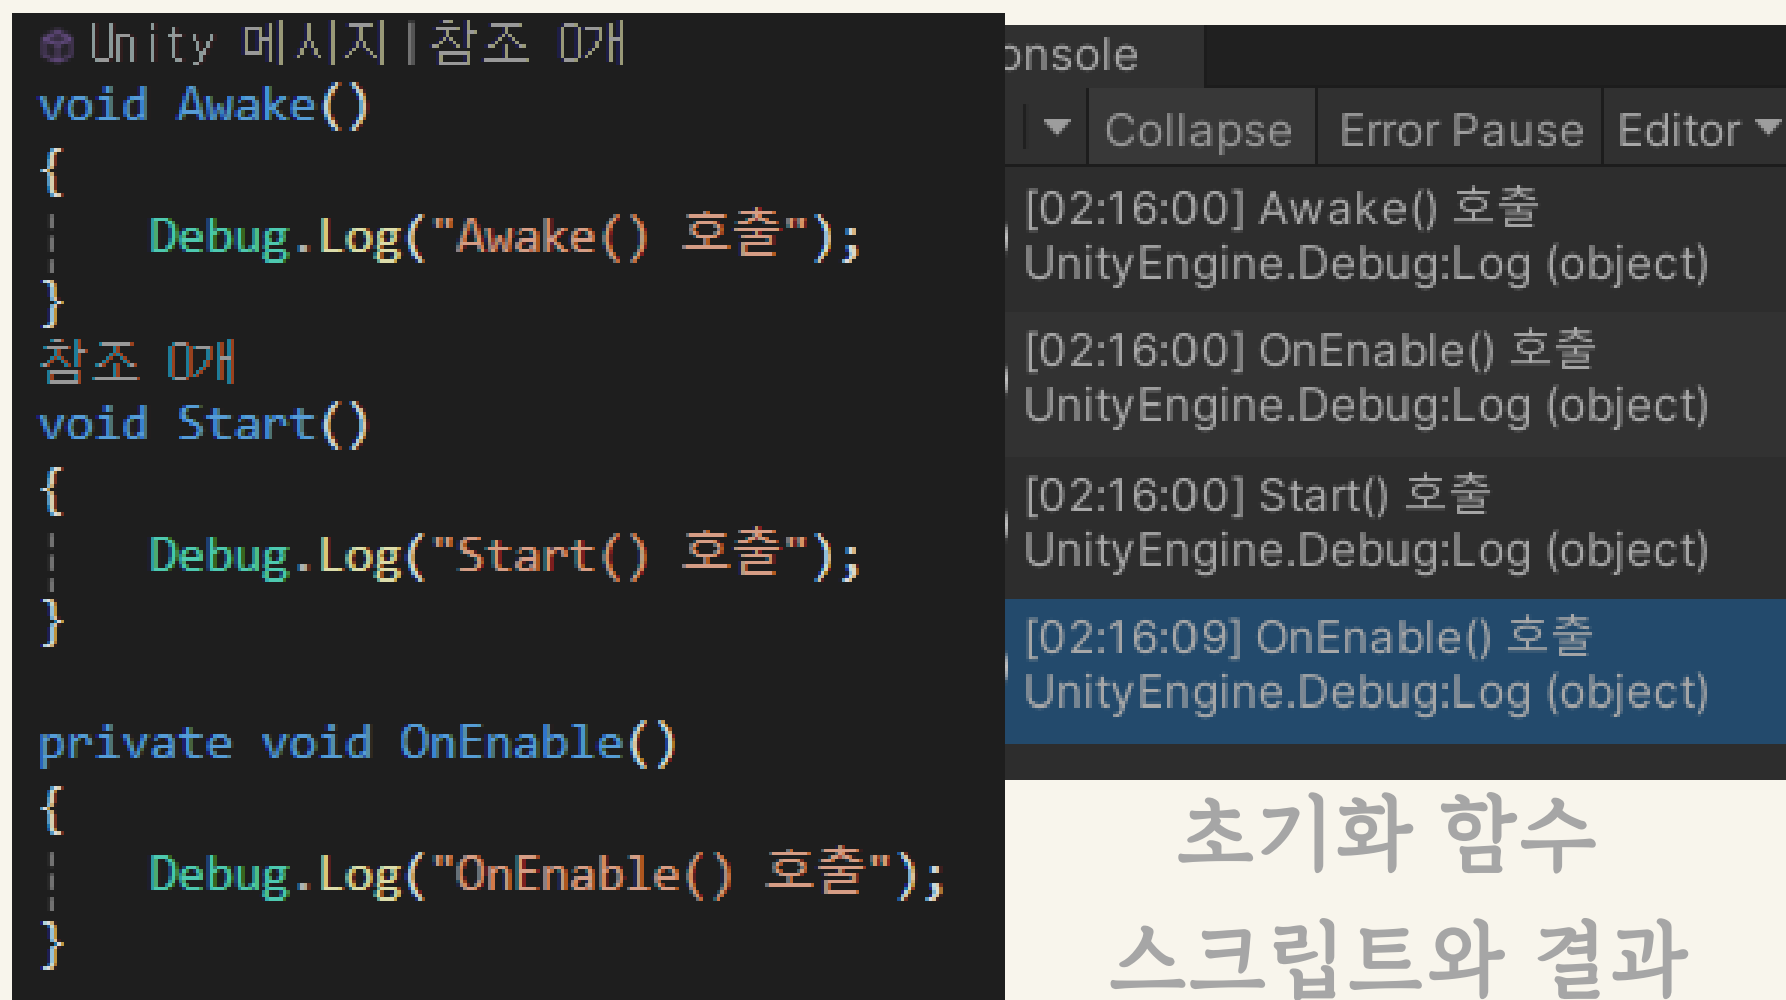 Unity 메시지|참조 0개
void Awake()
{
Debug.Log("Awake() 호출");
}
참조 0개
void Start()
{
Debug.Log("Start() 호출");
}
private void OnEnable()
{
Debug.Log("OnEnable() 호출");
}
onsole
Collapse Error Pause Editor
[02:16:00] Awake() 호출
UnityEngine.Debug:Log (object)
[02:16:00] OnEnable() 호출
UnityEngine.Debug:Log (object)
[02:16:00] Start() 호출
UnityEngine.Debug:Log (object)
[02:16:09] OnEnable() 호출
UnityEngine.Debug:Log (object)
초기화 함수
스크립트와 결과